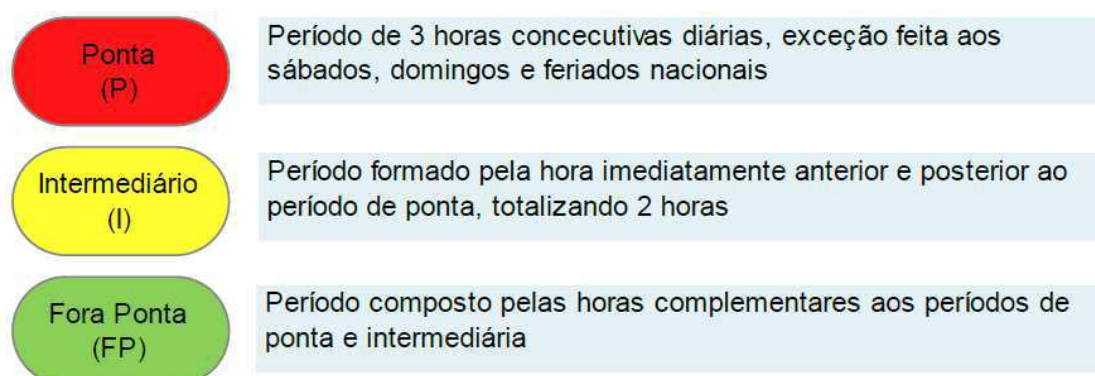 Ponta
(P)
Período de 3 horas concecutivas diárias, exceção feita aos
sábados, domingos e feriados nacionais
Intermediário
(I)
Período formado pela hora imediatamente anterior e posterior ao
período de ponta, totalizando 2 horas
Fora Ponta
(FP)
Período composto pelas horas complementares aos períodos de
ponta e intermediária